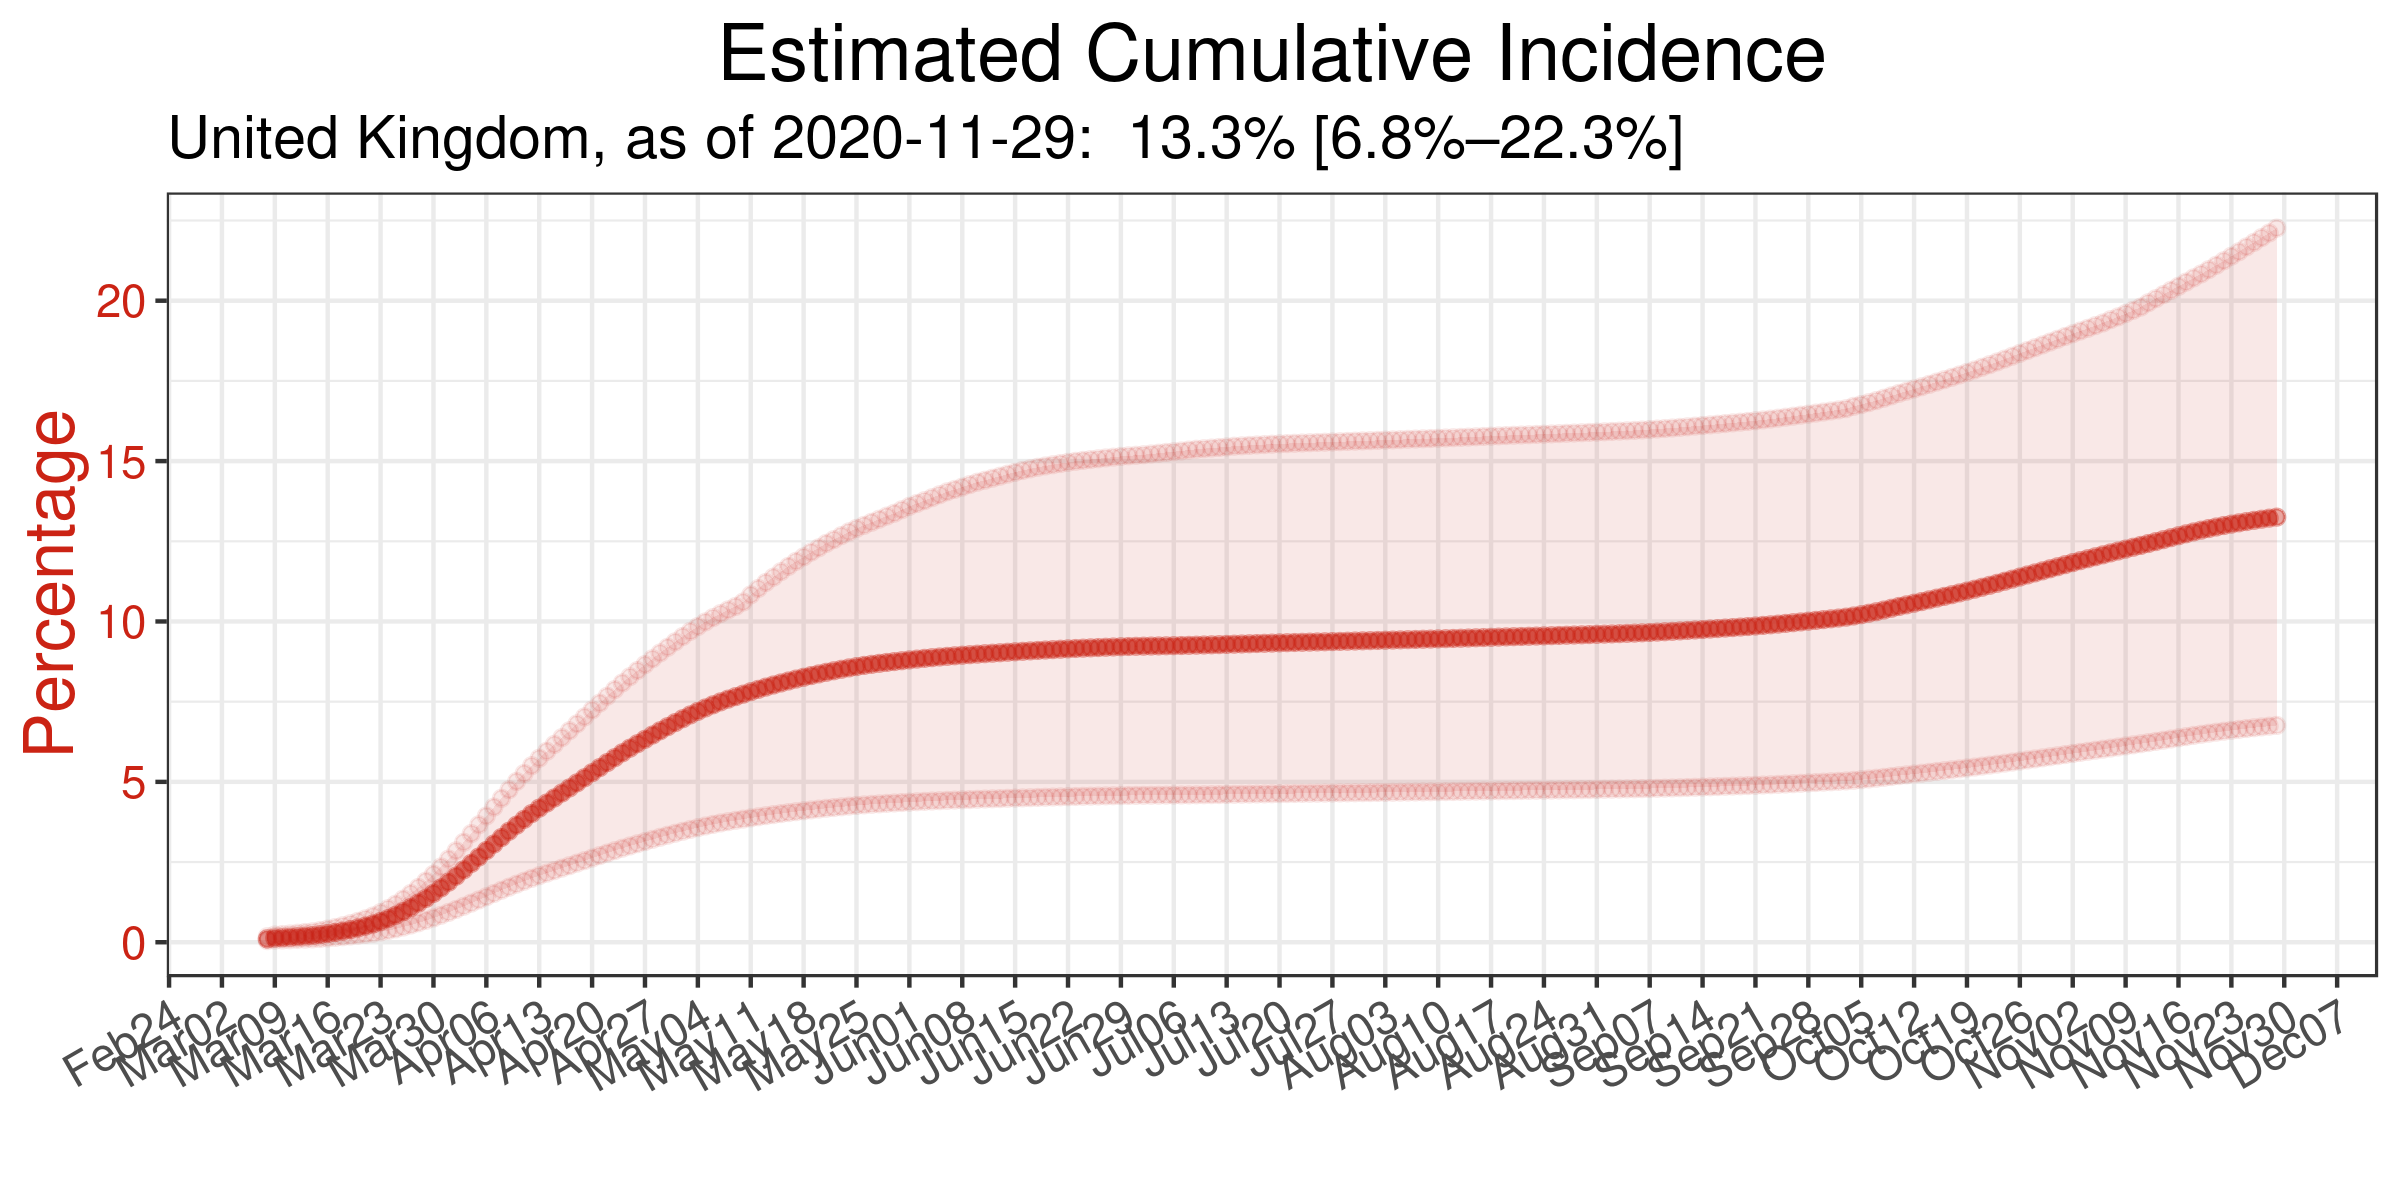 Estimated Cumulative Incidence
United Kingdom, as of 2020-11-29:  13.3% [6.8%–22.3%]
Percentage
20
15
10
5
0
Feb24
Mar02
Mar09
Mar16
Mar23
Mar30
Apr06
Apr13
Apr20
Apr27
May04
May11
May18
May25
Jun01
Jun08
Jun15
Jun22
Jun29
Jul06
Jul13
Jul20
Jul27
Aug03
Aug10
Aug17
Aug24
Aug31
Sep07
Sep14
Sep21
Sep28
Oct05
Oct12
Oct19
Oct26
Nov02
Nov09
Nov16
Nov23
Nov30
Dec07